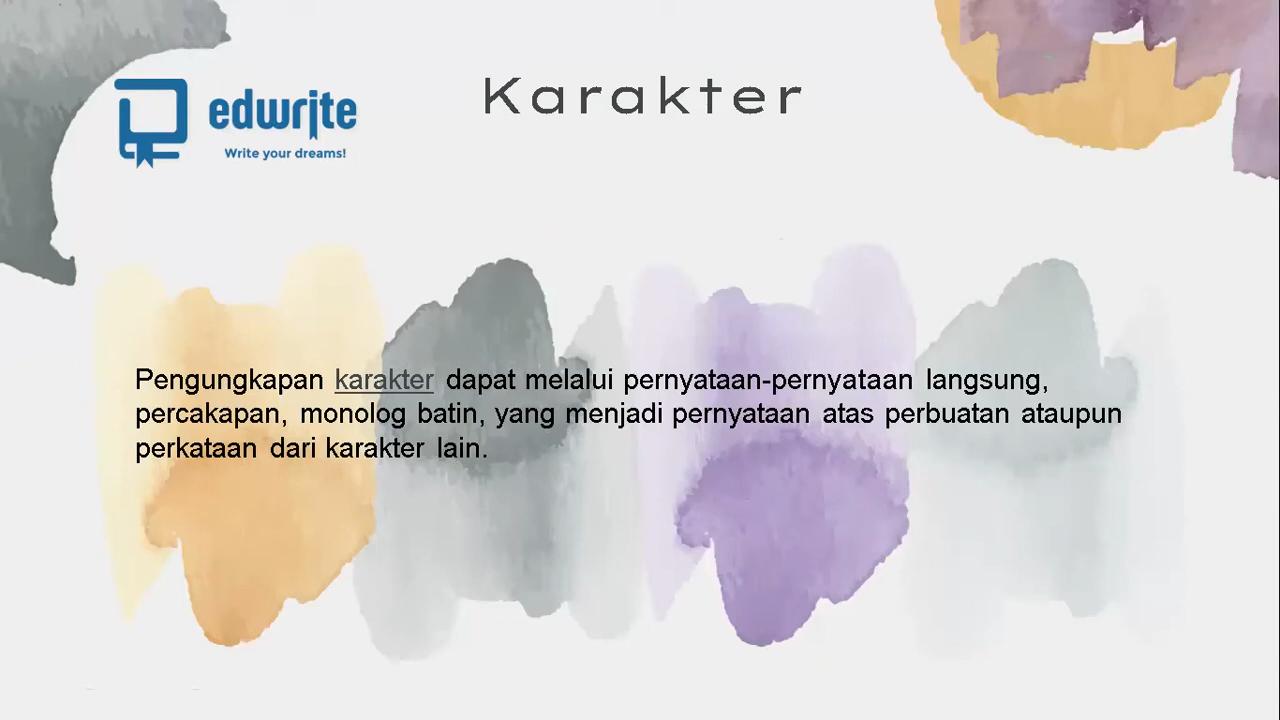 Karakter
edwrite
Write your dreams!
Pengungkapan karakter dapat melalui pernyataan-pernyataan langsung,
percakapan, monolog batin, yang menjadi pernyataan atas perbuatan ataupun
perkataan dari karakter lain.